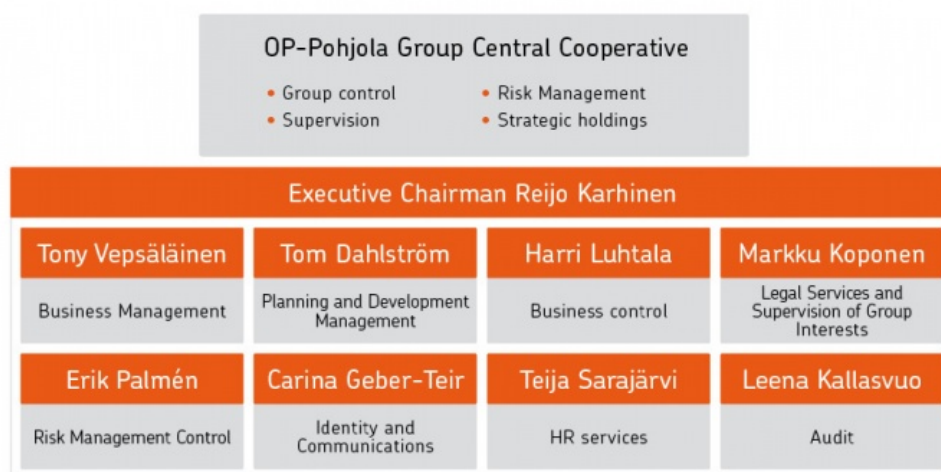 OP-Pohjola Group Central Cooperative
• Group control
• Supervision
• Risk Management
• Strategic holdings
Executive Chairman Reijo Karhinen
Tony Vepsäläinen
Business Management
Tom Dahlström
Planning and Development
Management
Harri Luhtala
Business control
Markku Koponen
Legal Services and
Supervision of Group
Interests
Erik Palmén
Risk Management Control
Carina Geber-Teir
Identity and
Communications
Teija Sarajärvi
HR services
Leena Kallasvuo
Audit